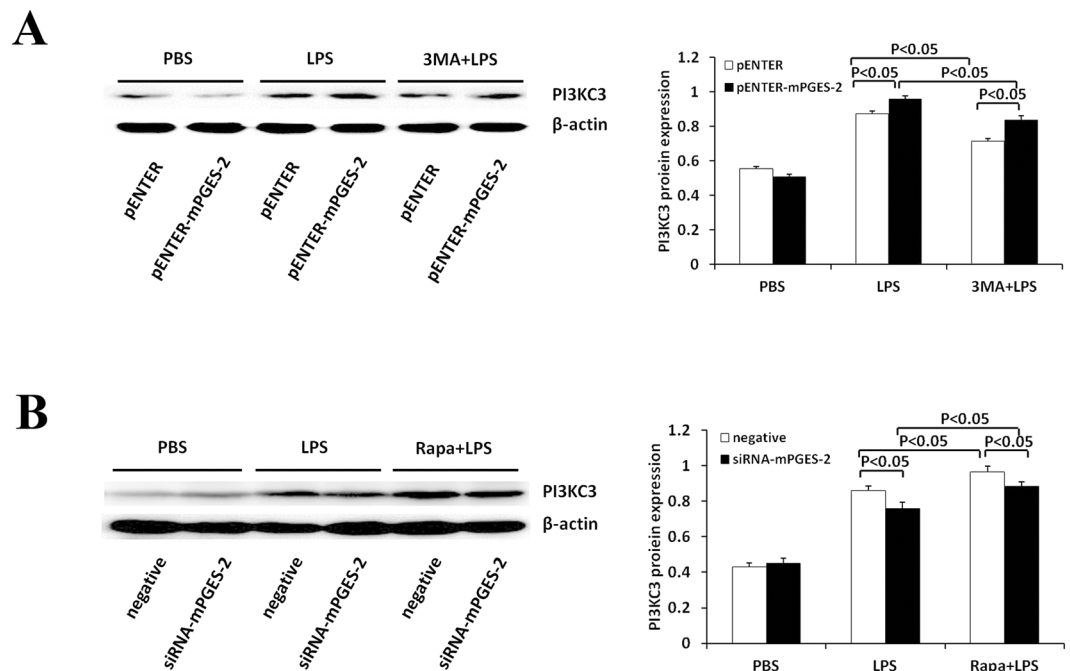 A
PBS LPS 3MA+LPS
PI3KC3
β-actin
pENTER
pENTER-mPGES-2
pENTER
pENTER-mPGES-2
pENTER
pENTER-mPGES-2
PI3KC3 proiein expression
1.2
1
0.8
0.6
0.4
0.2
0
pENTER
pENTER-mPGES-2
P<0.05
P<0.05
P<0.05
P<0.05
PBS LPS 3MA+LPS
B
PBS LPS Rapa+LPS
PI3KC3
β-actin
negative
siRNA-mPGES-2
negative
siRNA-mPGES-2
negative
siRNA-mPGES-2
PI3KC3 proiein expression
1.2
1
0.8
0.6
0.4
0.2
0
negative
siRNA-mPGES-2
P<0.05
P<0.05
P<0.05
P<0.05
PBS LPS Rapa+LPS